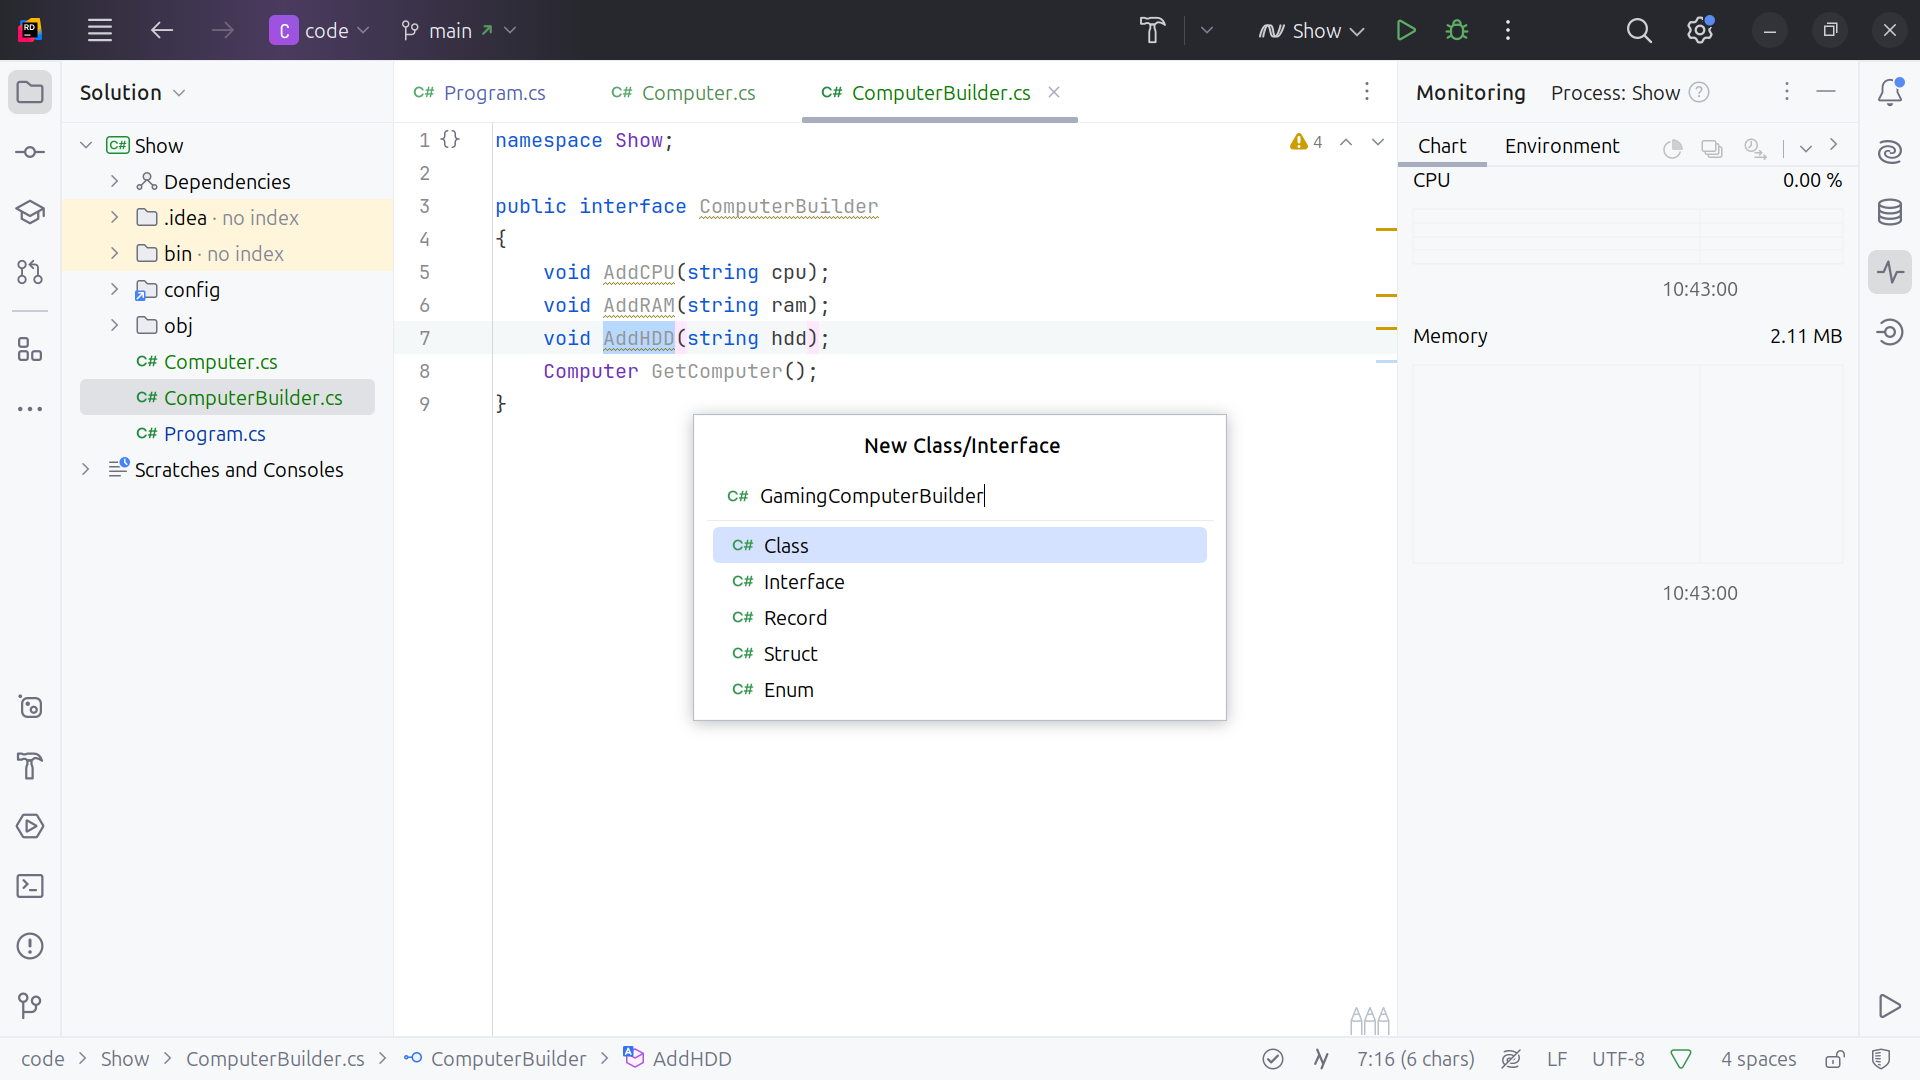 C code main Show
Solution
C# Program.cs C# Computer.cs C# ComputerBuilder.cs
Monitoring Process: Show ?
Chart Environment
C# Show
Dependencies
.idea · no index
bin · no index
config
obj
C# Computer.cs
C# ComputerBuilder.cs
C# Program.cs
Scratches and Consoles
1 {} namespace Show;
2
3 public interface ComputerBuilder
4 {
5 void AddCPU(string cpu);
6 void AddRAM(string ram);
7 void AddHDD(string hdd);
8 Computer GetComputer();
9 }
4
New Class/Interface
C# GamingComputerBuilder
C# Class
C# Interface
C# Record
C# Struct
C# Enum
CPU 0.00 %
10:43:00
Memory 2.11 MB
10:43:00
code > Show > ComputerBuilder.cs > ComputerBuilder > AddHDD
7:16 (6 chars) LF UTF-8 4 spaces